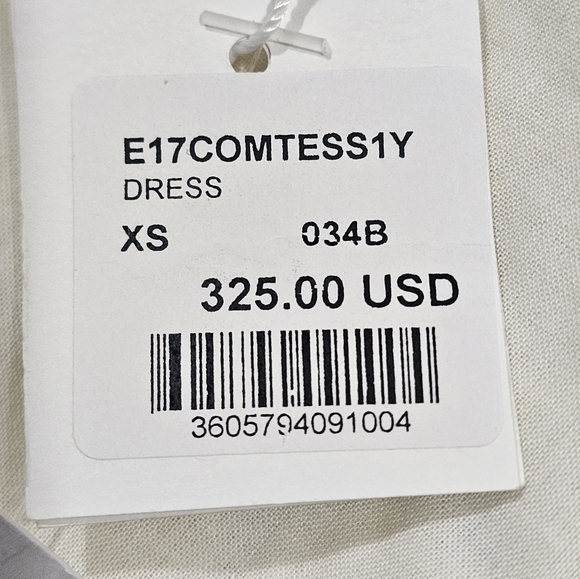 E17COMTESS1Y
DRESS
XS 034B
325.00 USD
3605794091004